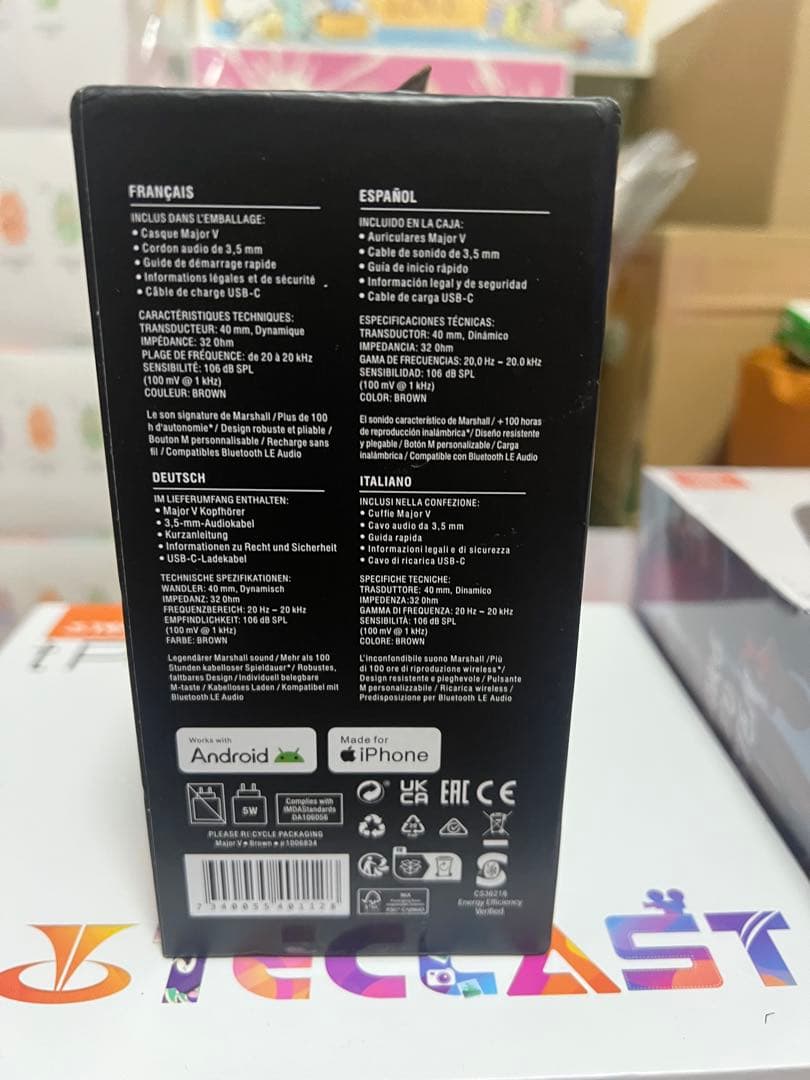 FRANÇAIS
INCLUS DANS L'EMBALLAGE:
• Casque Major V
• Cordon audio de 3,5 mm
• Guide de démarrage rapide
• Informations légales et de sécurité
• Câble de charge USB-C
CARACTÉRISTIQUES TECHNIQUES:
TRANSDUCTEUR: 40 mm, Dynamique
IMPÉDANCE: 32 Ohm
PLAGE DE FRÉQUENCE: de 20 à 20 kHz
SENSIBILITÉ: 106 dB SPL
(100 mV @ 1 kHz)
COULEUR: BROWN
Le son signature de Marshall / Plus de 100
h d'autonomie* / Design robuste et pliable /
Bouton M personnalisable / Recharge sans
fil / Compatibles Bluetooth LE Audio
ESPAÑOL
INCLUIDO EN LA CAJA:
• Auriculares Major V
• Cable de sonido de 3,5 mm
• Guía de inicio rápido
• Información legal y de seguridad
• Cable de carga USB-C
ESPECIFICACIONES TÉCNICAS:
TRANSDUCTOR: 40 mm, Dinámico
IMPEDANCIA: 32 Ohm
GAMA DE FRECUENCIAS: 20,0 Hz – 20.0 kHz
SENSIBILIDAD: 106 dB SPL
(100 mV @ 1 kHz)
COLOR: BROWN
El sonido característico de Marshall / +100 horas
de reproducción inalámbrica* / Diseño resistente
y plegable / Botón M personalizable / Carga
inalámbrica / Compatible con Bluetooth LE Audio
DEUTSCH
IM LIEFERUMFANG ENTHALTEN:
• Major V Kopfhörer
• 3,5-mm-Audiokabel
• Kurzanleitung
• Informationen zu Recht und Sicherheit
• USB-C-Ladekabel
TECHNISCHE SPEZIFIKATIONEN:
WANDLER: 40 mm, Dynamisch
IMPEDANZ: 32 Ohm
FREQUENZBEREICH: 20 Hz – 20 kHz
EMPFINDLICHKEIT: 106 dB SPL
(100 mV @ 1 kHz)
FARBE: BROWN
Legendärer Marshall sound / Mehr als 100
Stunden kabelloser Spieldauer* / Robustes,
faltbares Design / Individuell belegbare
M-taste / Kabelloses Laden / Kompatibel mit
Bluetooth LE Audio
ITALIANO
INCLUSI NELLA CONFEZIONE:
• Cuffie Major V
• Cavo audio da 3,5 mm
• Guida rapida
• Informazioni legali e di sicurezza
• Cavo di ricarica USB-C
SPECIFICHE TECNICHE:
TRASDUTTORE: 40 mm, Dinamico
IMPEDENZA: 32 Ohm
GAMMA DI FREQUENZA: 20 Hz – 20 kHz
SENSIBILITÀ: 106 dB SPL
(100 mV @ 1 kHz)
COLORE: BROWN
L'inconfondibile suono Marshall / Più
di 100 ore di riproduzione wireless* /
Design resistente e pieghevole / Pulsante
M personalizzabile / Ricarica wireless /
Predisposizione per Bluetooth LE Audio
Works with
Android
Made for
iPhone
5W
Complies with
IMDA Standards
DA106056
UK
CA
EAC
CE
PLEASE RECYCLE PACKAGING
Major V • Brown • 1006834
7 340055 401128
FR
FSC
MIX
Energy Efficiency
Verified
TECLAST